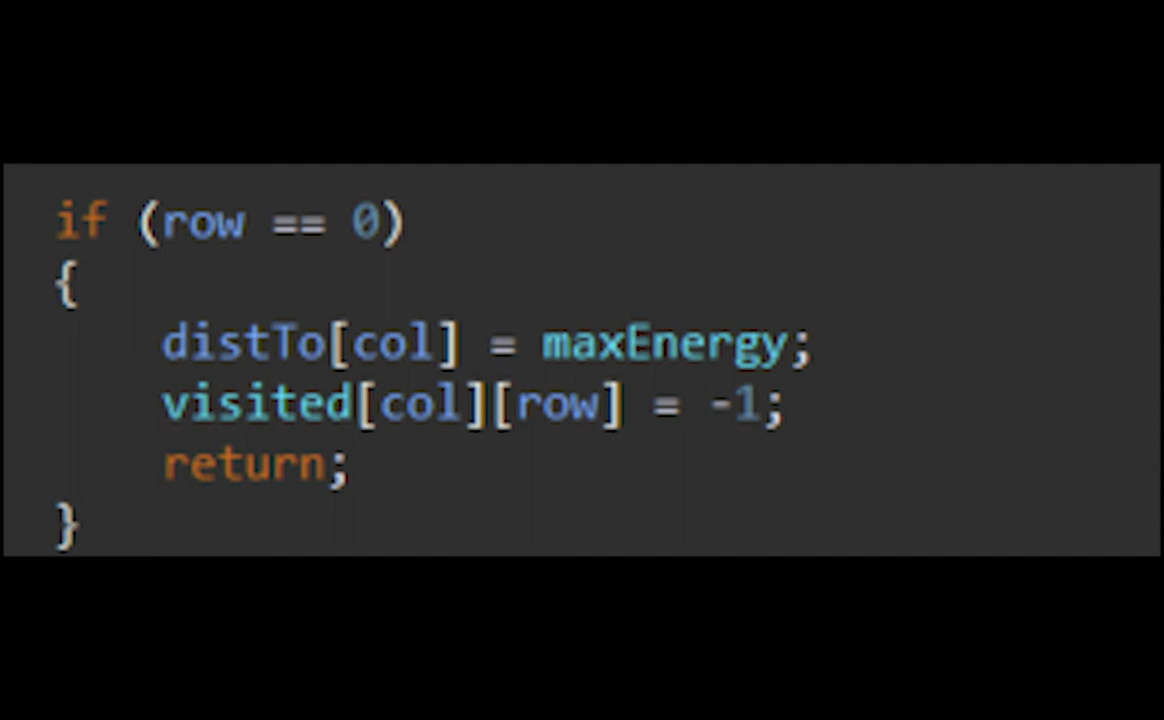 if (row == 0)
{
    distTo[col] = maxEnergy;
    visited[col][row] = -1;
    return;
}